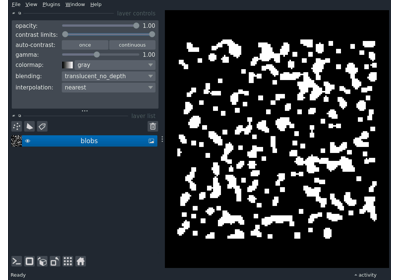 File View Plugins Window Help
layer controls
opacity: 1.00
contrast limits:
auto-contrast: once continuous
gamma: 1.00
colormap: gray
blending: translucent_no_depth
interpolation: nearest
layer list
blobs
Ready activity